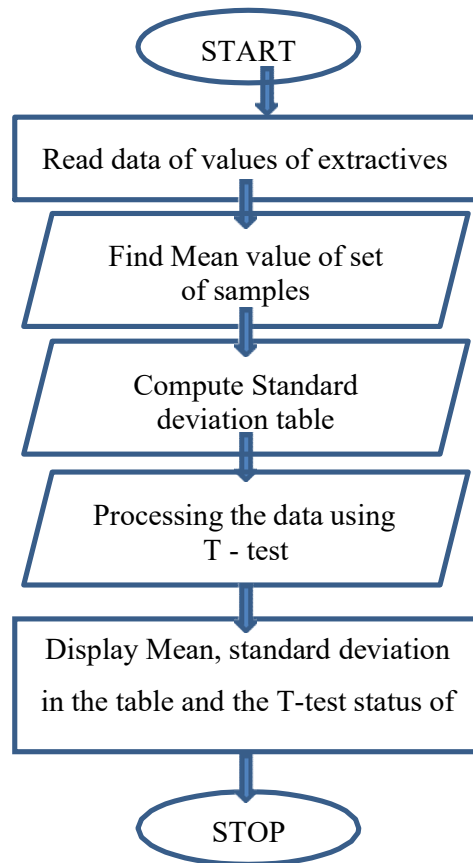 START
Read data of values of extractives
Find Mean value of set
of samples
Compute Standard
deviation table
Processing the data using
T - test
Display Mean, standard deviation
in the table and the T-test status of
STOP